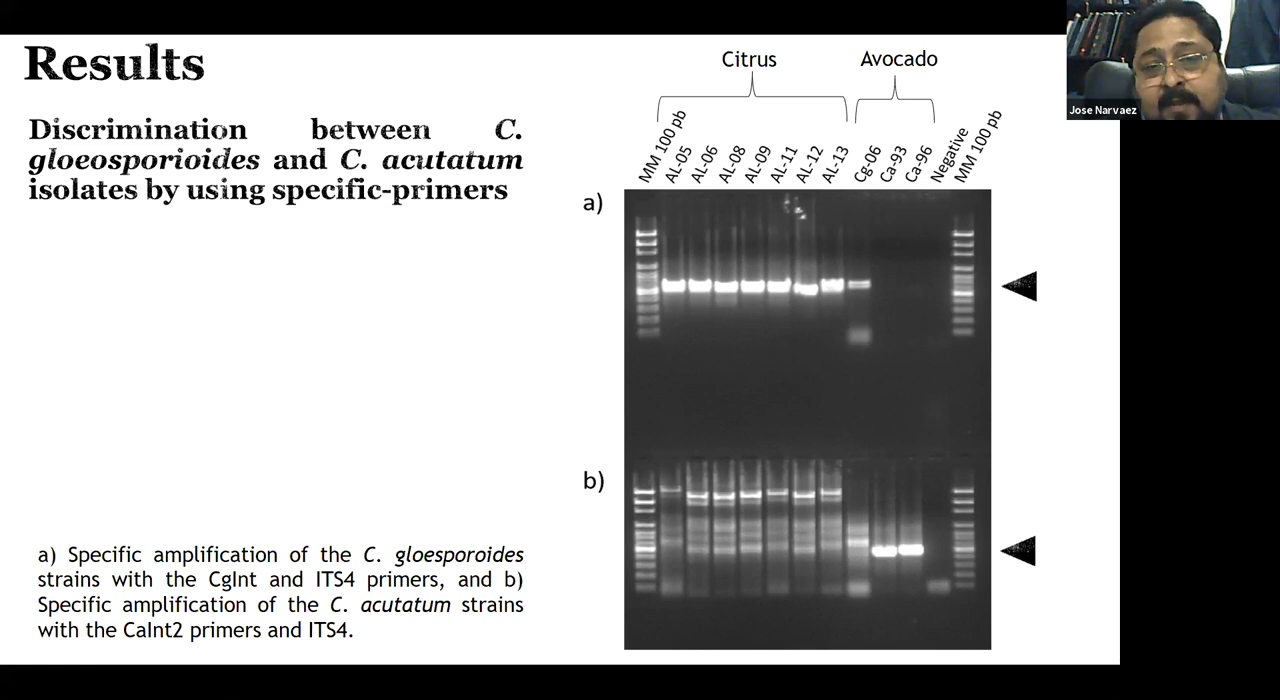 Results
Discrimination between C.
gloeosporioides and C. acutatum
isolates by using specific-primers
a) Specific amplification of the C. gloesporoides
strains with the CgInt and ITS4 primers, and b)
Specific amplification of the C. acutatum strains
with the CaInt2 primers and ITS4.
Citrus
Avocado
MM 100 pb
AL-05
AL-06
AL-08
AL-09
AL-11
AL-12
AL-13
Cg-06
Ca-93
Ca-96
Negative
MM 100 pb
a)
b)
Jose Narvaez